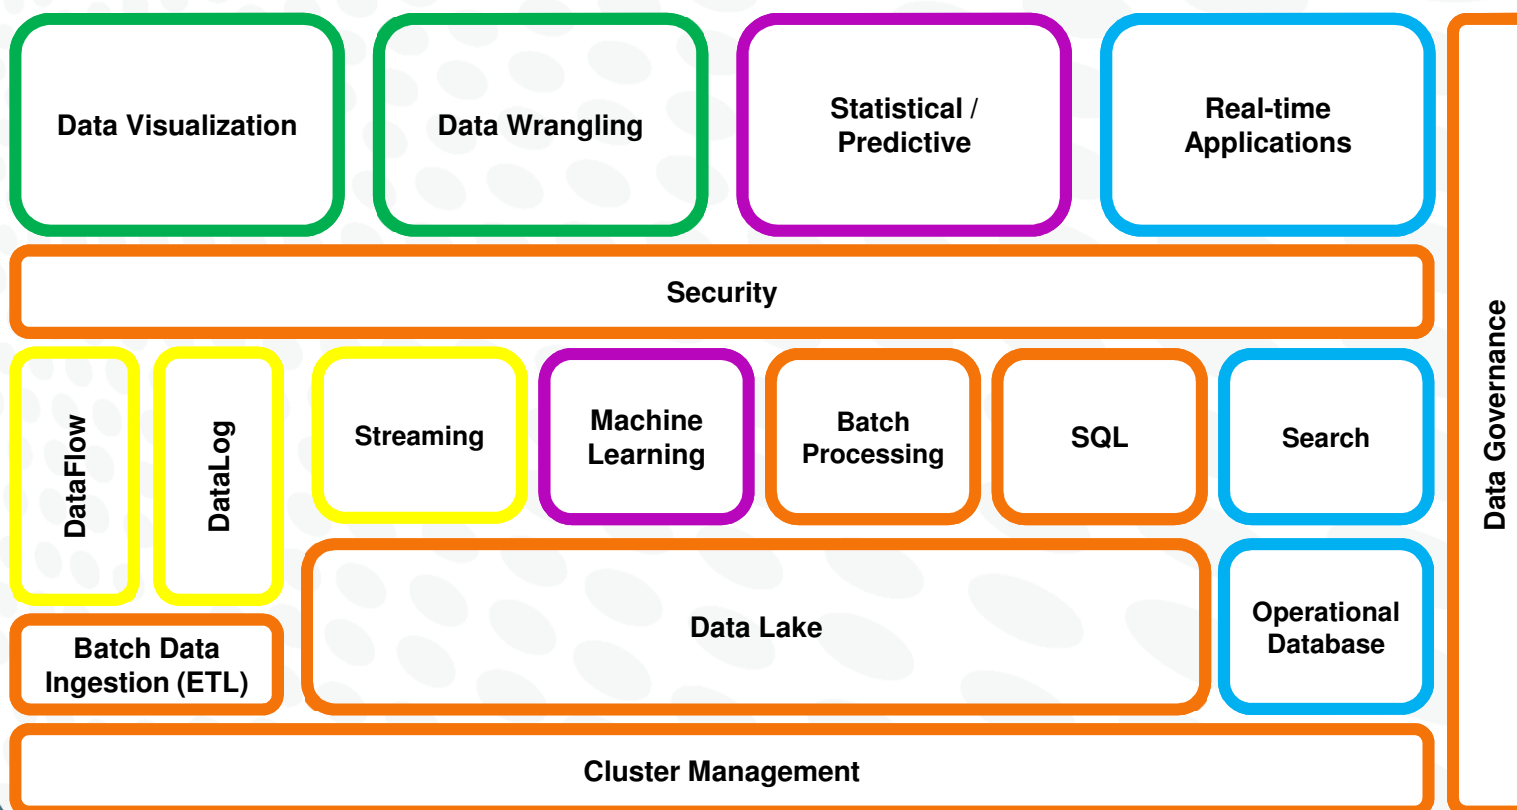 Data Visualization
Data Wrangling
Statistical /
Predictive
Real-time
Applications
Security
DataFlow
DataLog
Streaming
Machine
Learning
Batch
Processing
SQL
Search
Data Governance
Batch Data
Ingestion (ETL)
Data Lake
Operational
Database
Cluster Management